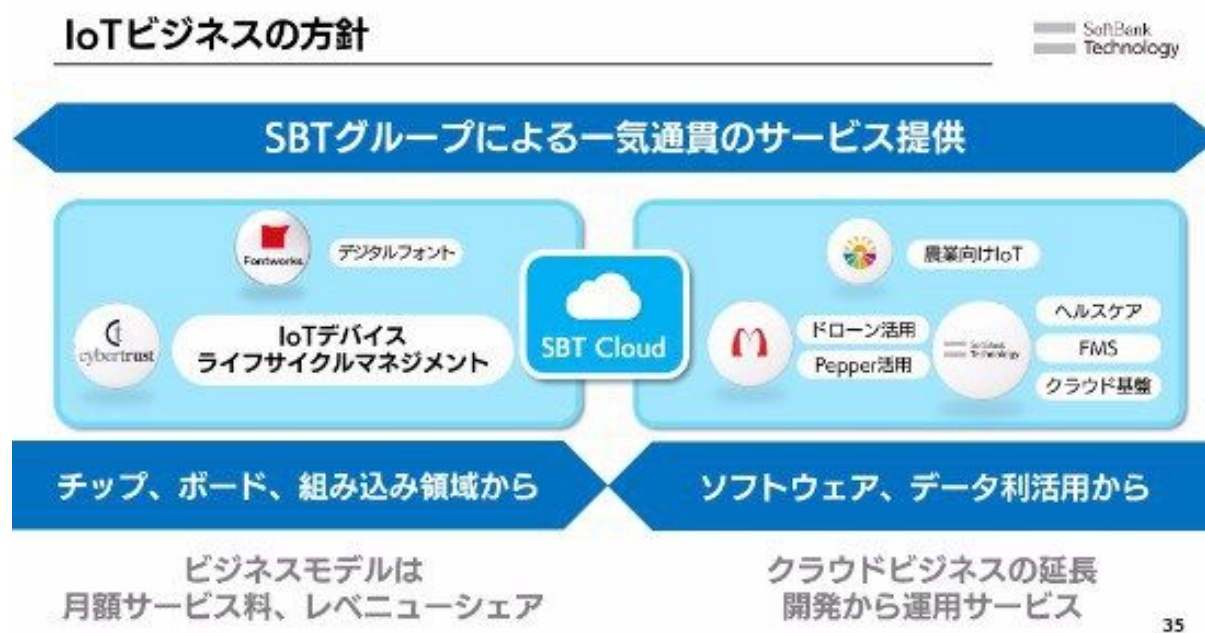 IoTビジネスの方針
SoftBank
Technology
SBTグループによる一気通貫のサービス提供
Fontworks
デジタルフォント
cybertrust
IoTデバイス
ライフサイクルマネジメント
SBT Cloud
農業向けIoT
ドローン活用
Pepper活用
SoftBank
Technology
ヘルスケア
FMS
クラウド基盤
チップ、ボード、組み込み領域から
ソフトウェア、データ利活用から
ビジネスモデルは
月額サービス料、レベニューシェア
クラウドビジネスの延長
開発から運用サービス
35